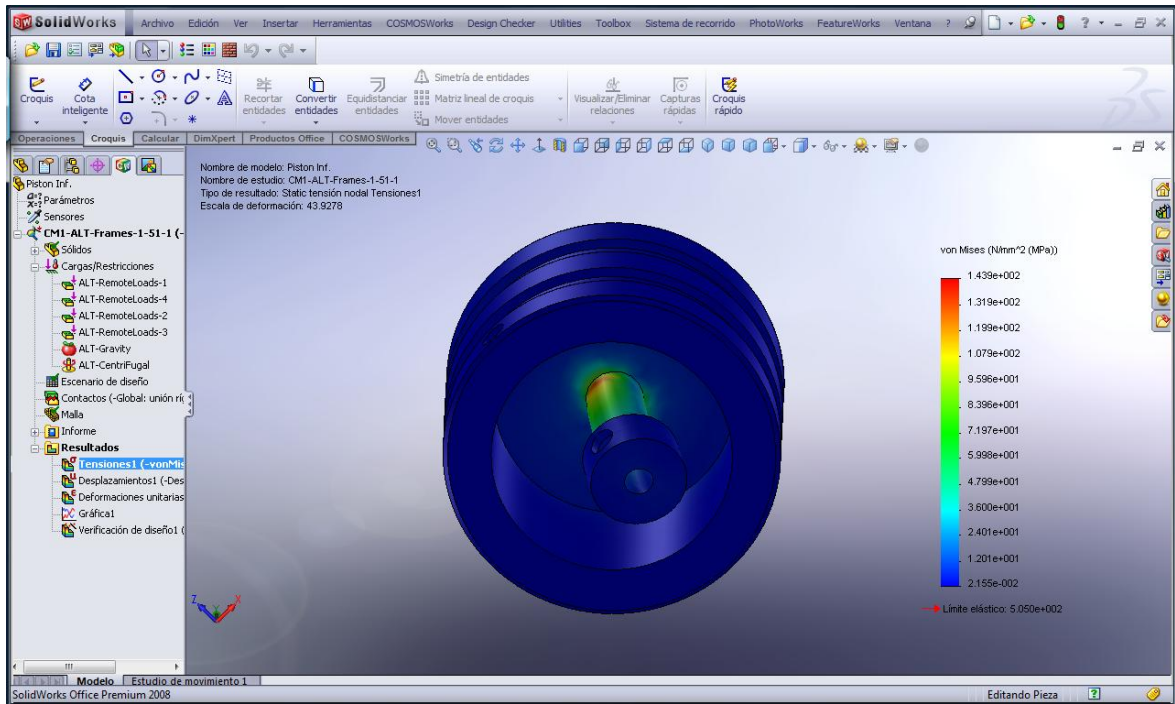 SolidWorks Archivo Edición Ver Insertar Herramientas COSMOSWorks Design Checker Utilities Toolbox Sistema de recorrido PhotoWorks FeatureWorks Ventana ?
Croquis Cota inteligente Recortar entidades Convertir entidades Equidistanciar entidades Simetría de entidades Matriz lineal de croquis Mover entidades Visualizar/Eliminar relaciones Capturas rápidas Croquis rápido
Operaciones Croquis Calcular DimXpert Productos Office COSMOSWorks
Piston Inf.
Parámetros
Sensores
CM1-ALT-Frames-1-51-1 (-
Sólidos
Cargas/Restricciones
ALT-RemoteLoads-1
ALT-RemoteLoads-4
ALT-RemoteLoads-2
ALT-RemoteLoads-3
ALT-Gravity
ALT-CentriFugal
Escenario de diseño
Contactos (-Global: unión ríg
Malla
Informe
Resultados
Tensiones1 (-vonMis
Desplazamientos1 (-Des
Deformaciones unitarias
Gráfica1
Verificación de diseño1 (
Nombre de modelo: Piston Inf.
Nombre de estudio: CM1-ALT-Frames-1-51-1
Tipo de resultado: Static tensión nodal Tensiones1
Escala de deformación: 43.9278
von Mises (N/mm^2 (MPa))
1.439e+002
1.319e+002
1.199e+002
1.079e+002
9.596e+001
8.396e+001
7.197e+001
5.998e+001
4.799e+001
3.600e+001
2.401e+001
1.201e+001
2.155e-002
Límite elástico: 5.050e+002
Z X
Modelo Estudio de movimiento 1
SolidWorks Office Premium 2008 Editando Pieza